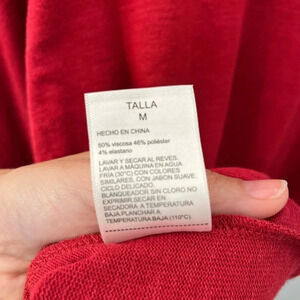 TALLA
M
HECHO EN CHINA
50% viscosa 46% poliéster
4% elastano
LAVAR Y SECAR AL REVES.
LAVAR A MÁQUINA EN AGUA
FRÍA (30°C) CON COLORES
SIMILARES, CON JABON SUAVE.
CICLO DELICADO.
BLANQUEADOR SIN CLORO NO
EXPRIMIR.SECAR EN
SECADORA A TEMPERATURA
BAJA.PLANCHAR A
TEMPERATURA BAJA (110°C).